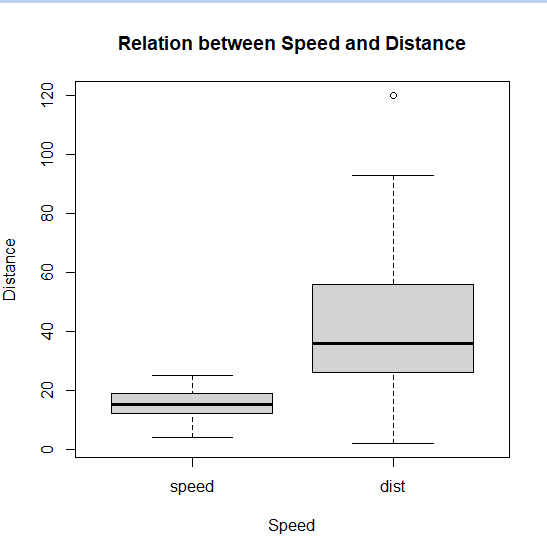 Relation between Speed and Distance
Distance
120
100
80
60
40
20
0
speed dist
Speed